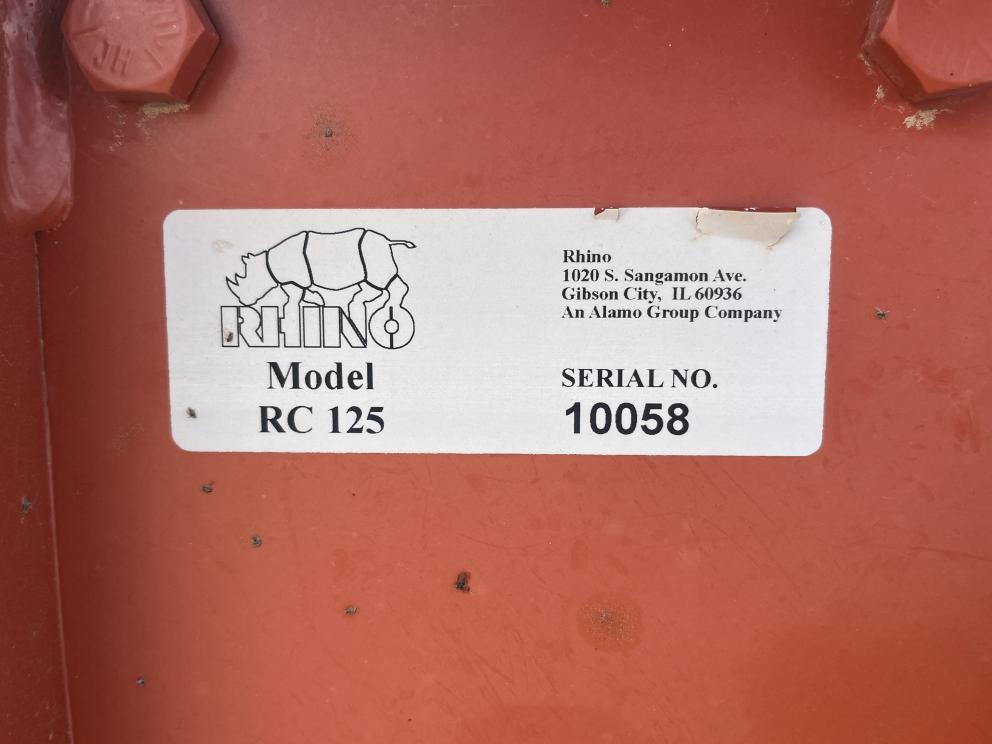 RHINO
Model
RC 125
Rhino
1020 S. Sangamon Ave.
Gibson City, IL 60936
An Alamo Group Company
SERIAL NO.
10058